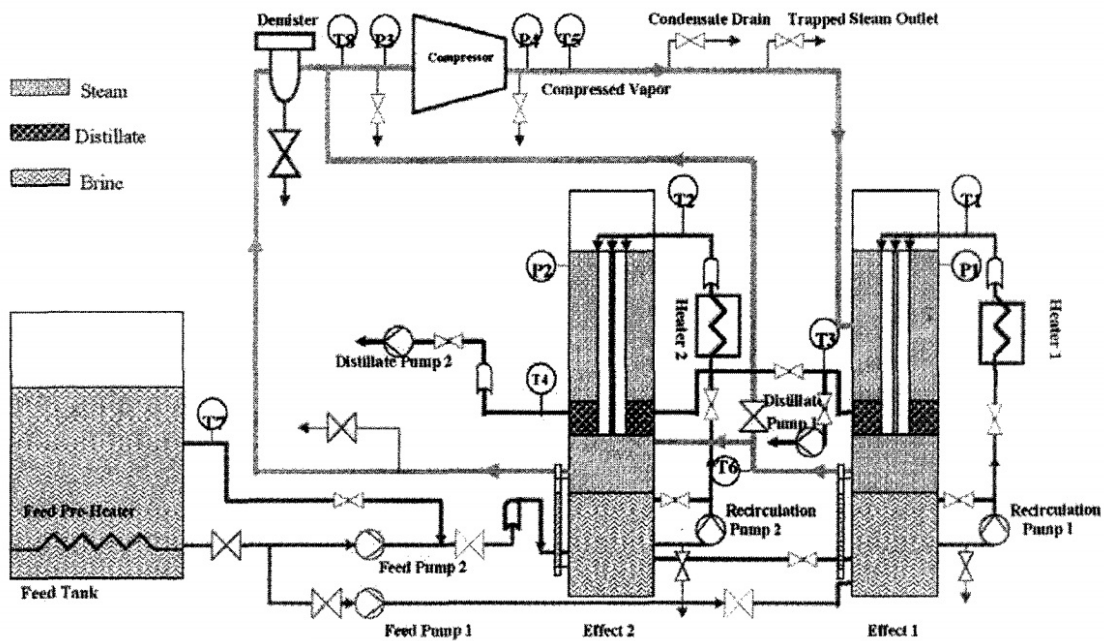 Demister
T8
P3
Compressor
P4
T5
Condensate Drain
Trapped Steam Outlet
Compressed Vapor
Steam
Distillate
Brine
T2
T1
P2
P1
Heater 2
Heater 1
T3
Distillate Pump 2
T4
Distillate
Pump 1
T7
T6
Feed Pre-Heater
Recirculation
Pump 2
Recirculation
Pump 1
Feed Pump 2
Feed Tank
Feed Pump 1
Effect 2
Effect 1